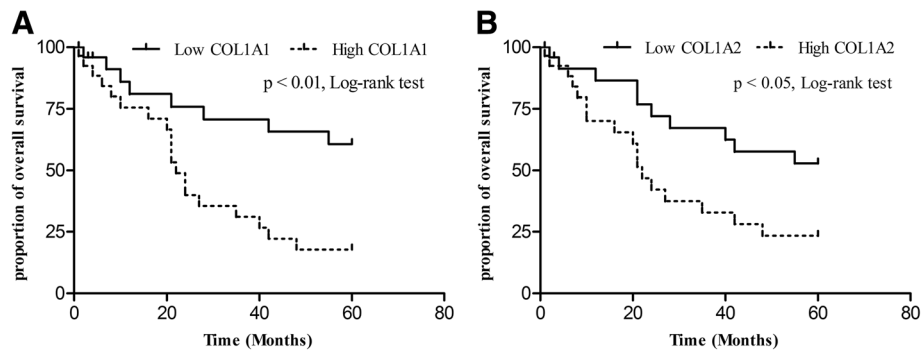 A
Low COL1A1 High COL1A1
p < 0.01, Log-rank test
proportion of overall survival
100
75
50
25
0
0 20 40 60 80
Time (Months)
B
Low COL1A2 High COL1A2
p < 0.05, Log-rank test
proportion of overall survival
100
75
50
25
0
0 20 40 60 80
Time (Months)